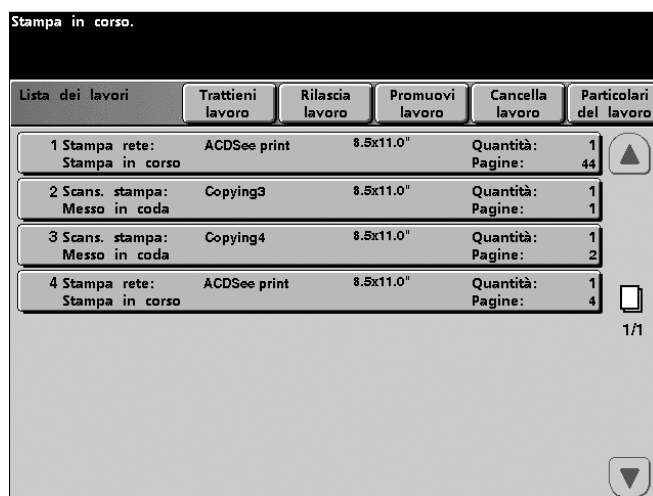 Stampa in corso.
Lista dei lavori
Trattieni lavoro
Rilascia lavoro
Promuovi lavoro
Cancella lavoro
Particolari del lavoro
1 Stampa rete: ACDSee print 8.5x11.0" Quantità: 1
Stampa in corso Pagine: 44
2 Scans. stampa: Copying3 8.5x11.0" Quantità: 1
Messo in coda Pagine: 1
3 Scans. stampa: Copying4 8.5x11.0" Quantità: 1
Messo in coda Pagine: 2
4 Stampa rete: ACDSee print 8.5x11.0" Quantità: 1
Stampa in corso Pagine: 4
1/1